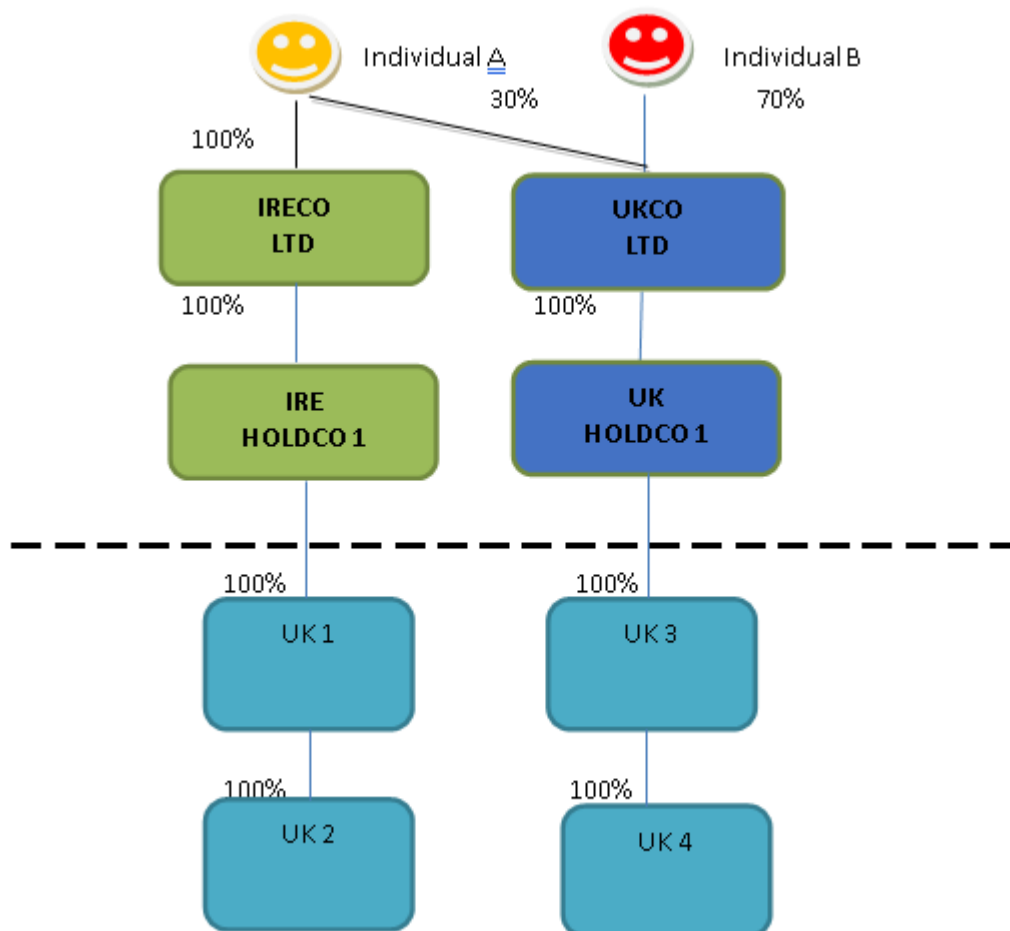 Individual A
Individual B
30%
70%
100%
IRECO
LTD
UKCO
LTD
100%
100%
IRE
HOLDCO 1
UK
HOLDCO 1
100%
100%
UK 1
UK 3
100%
100%
UK 2
UK 4